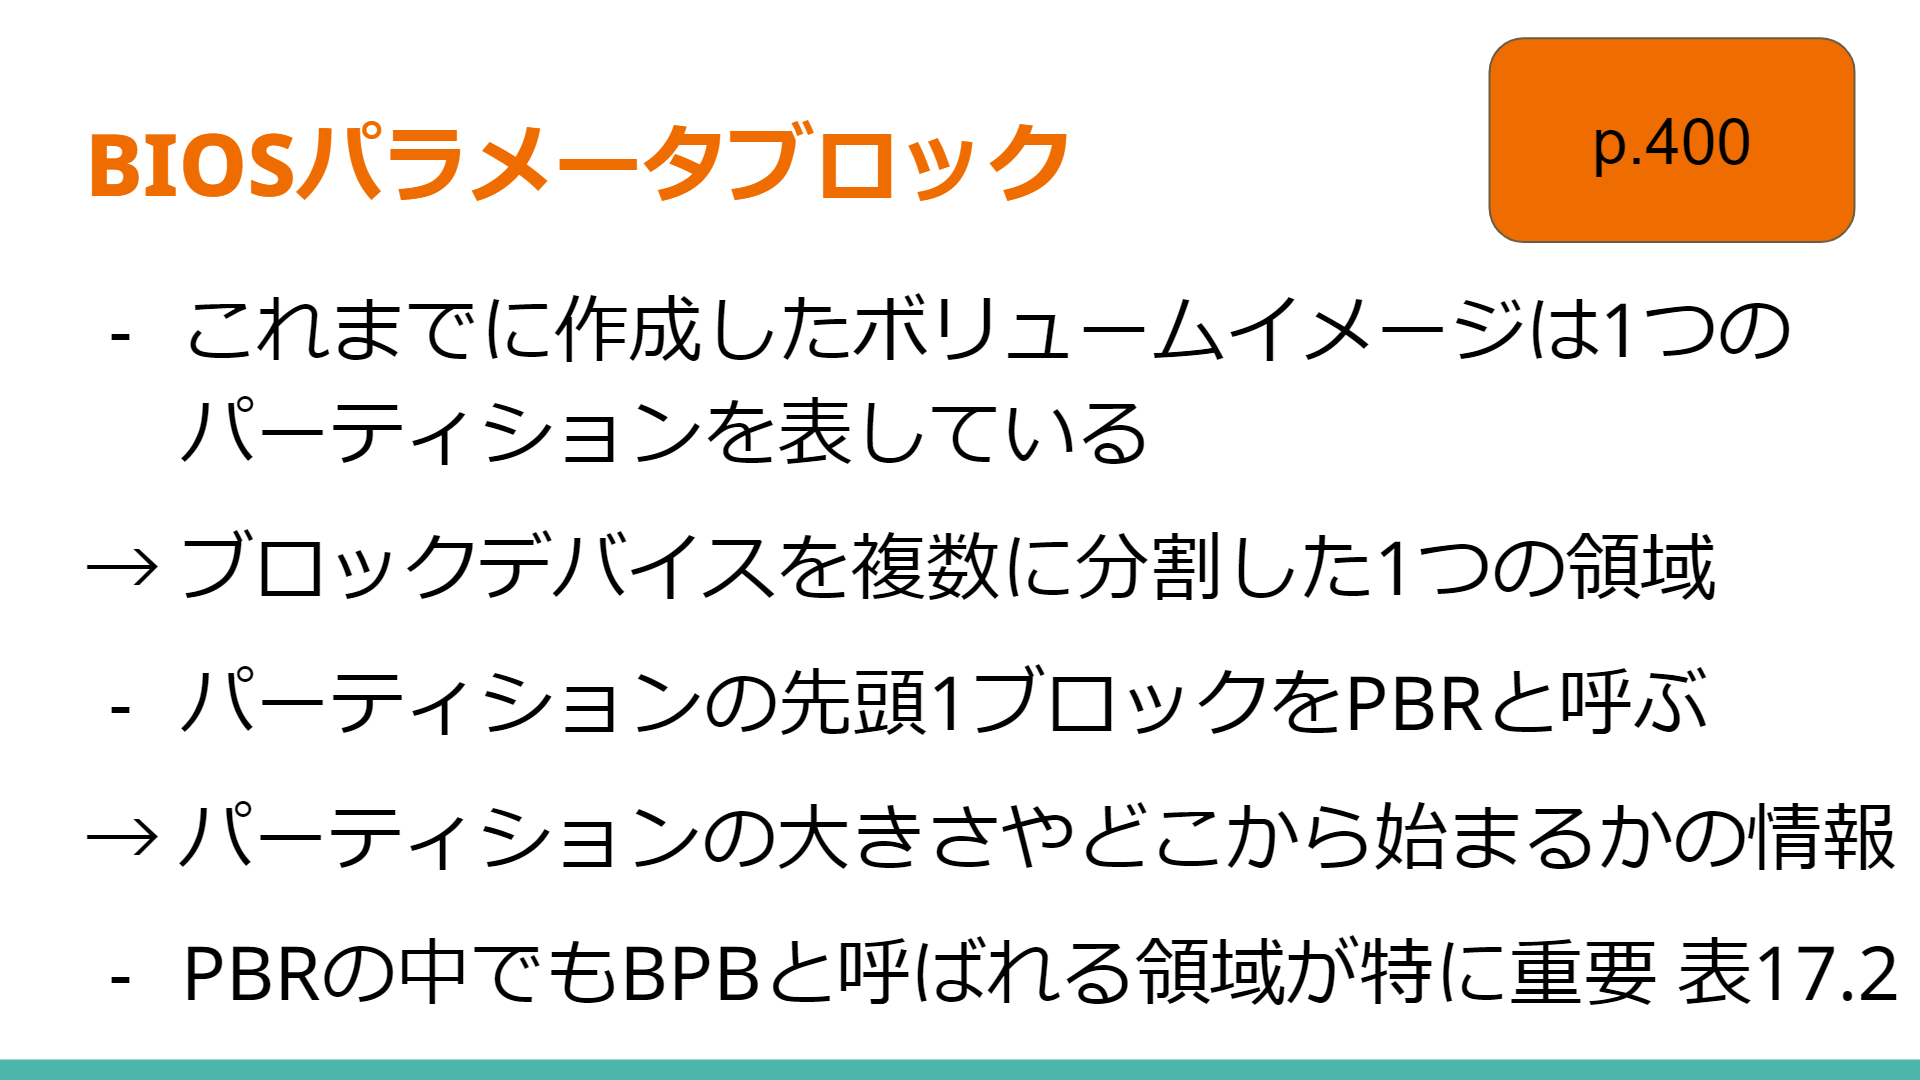 BIOSパラメータブロック
p.400
- これまでに作成したボリュームイメージは1つの
パーティションを表している
→ ブロックデバイスを複数に分割した1つの領域
- パーティションの先頭1ブロックをPBRと呼ぶ
→ パーティションの大きさやどこから始まるかの情報
- PBRの中でもBPBと呼ばれる領域が特に重要 表17.2